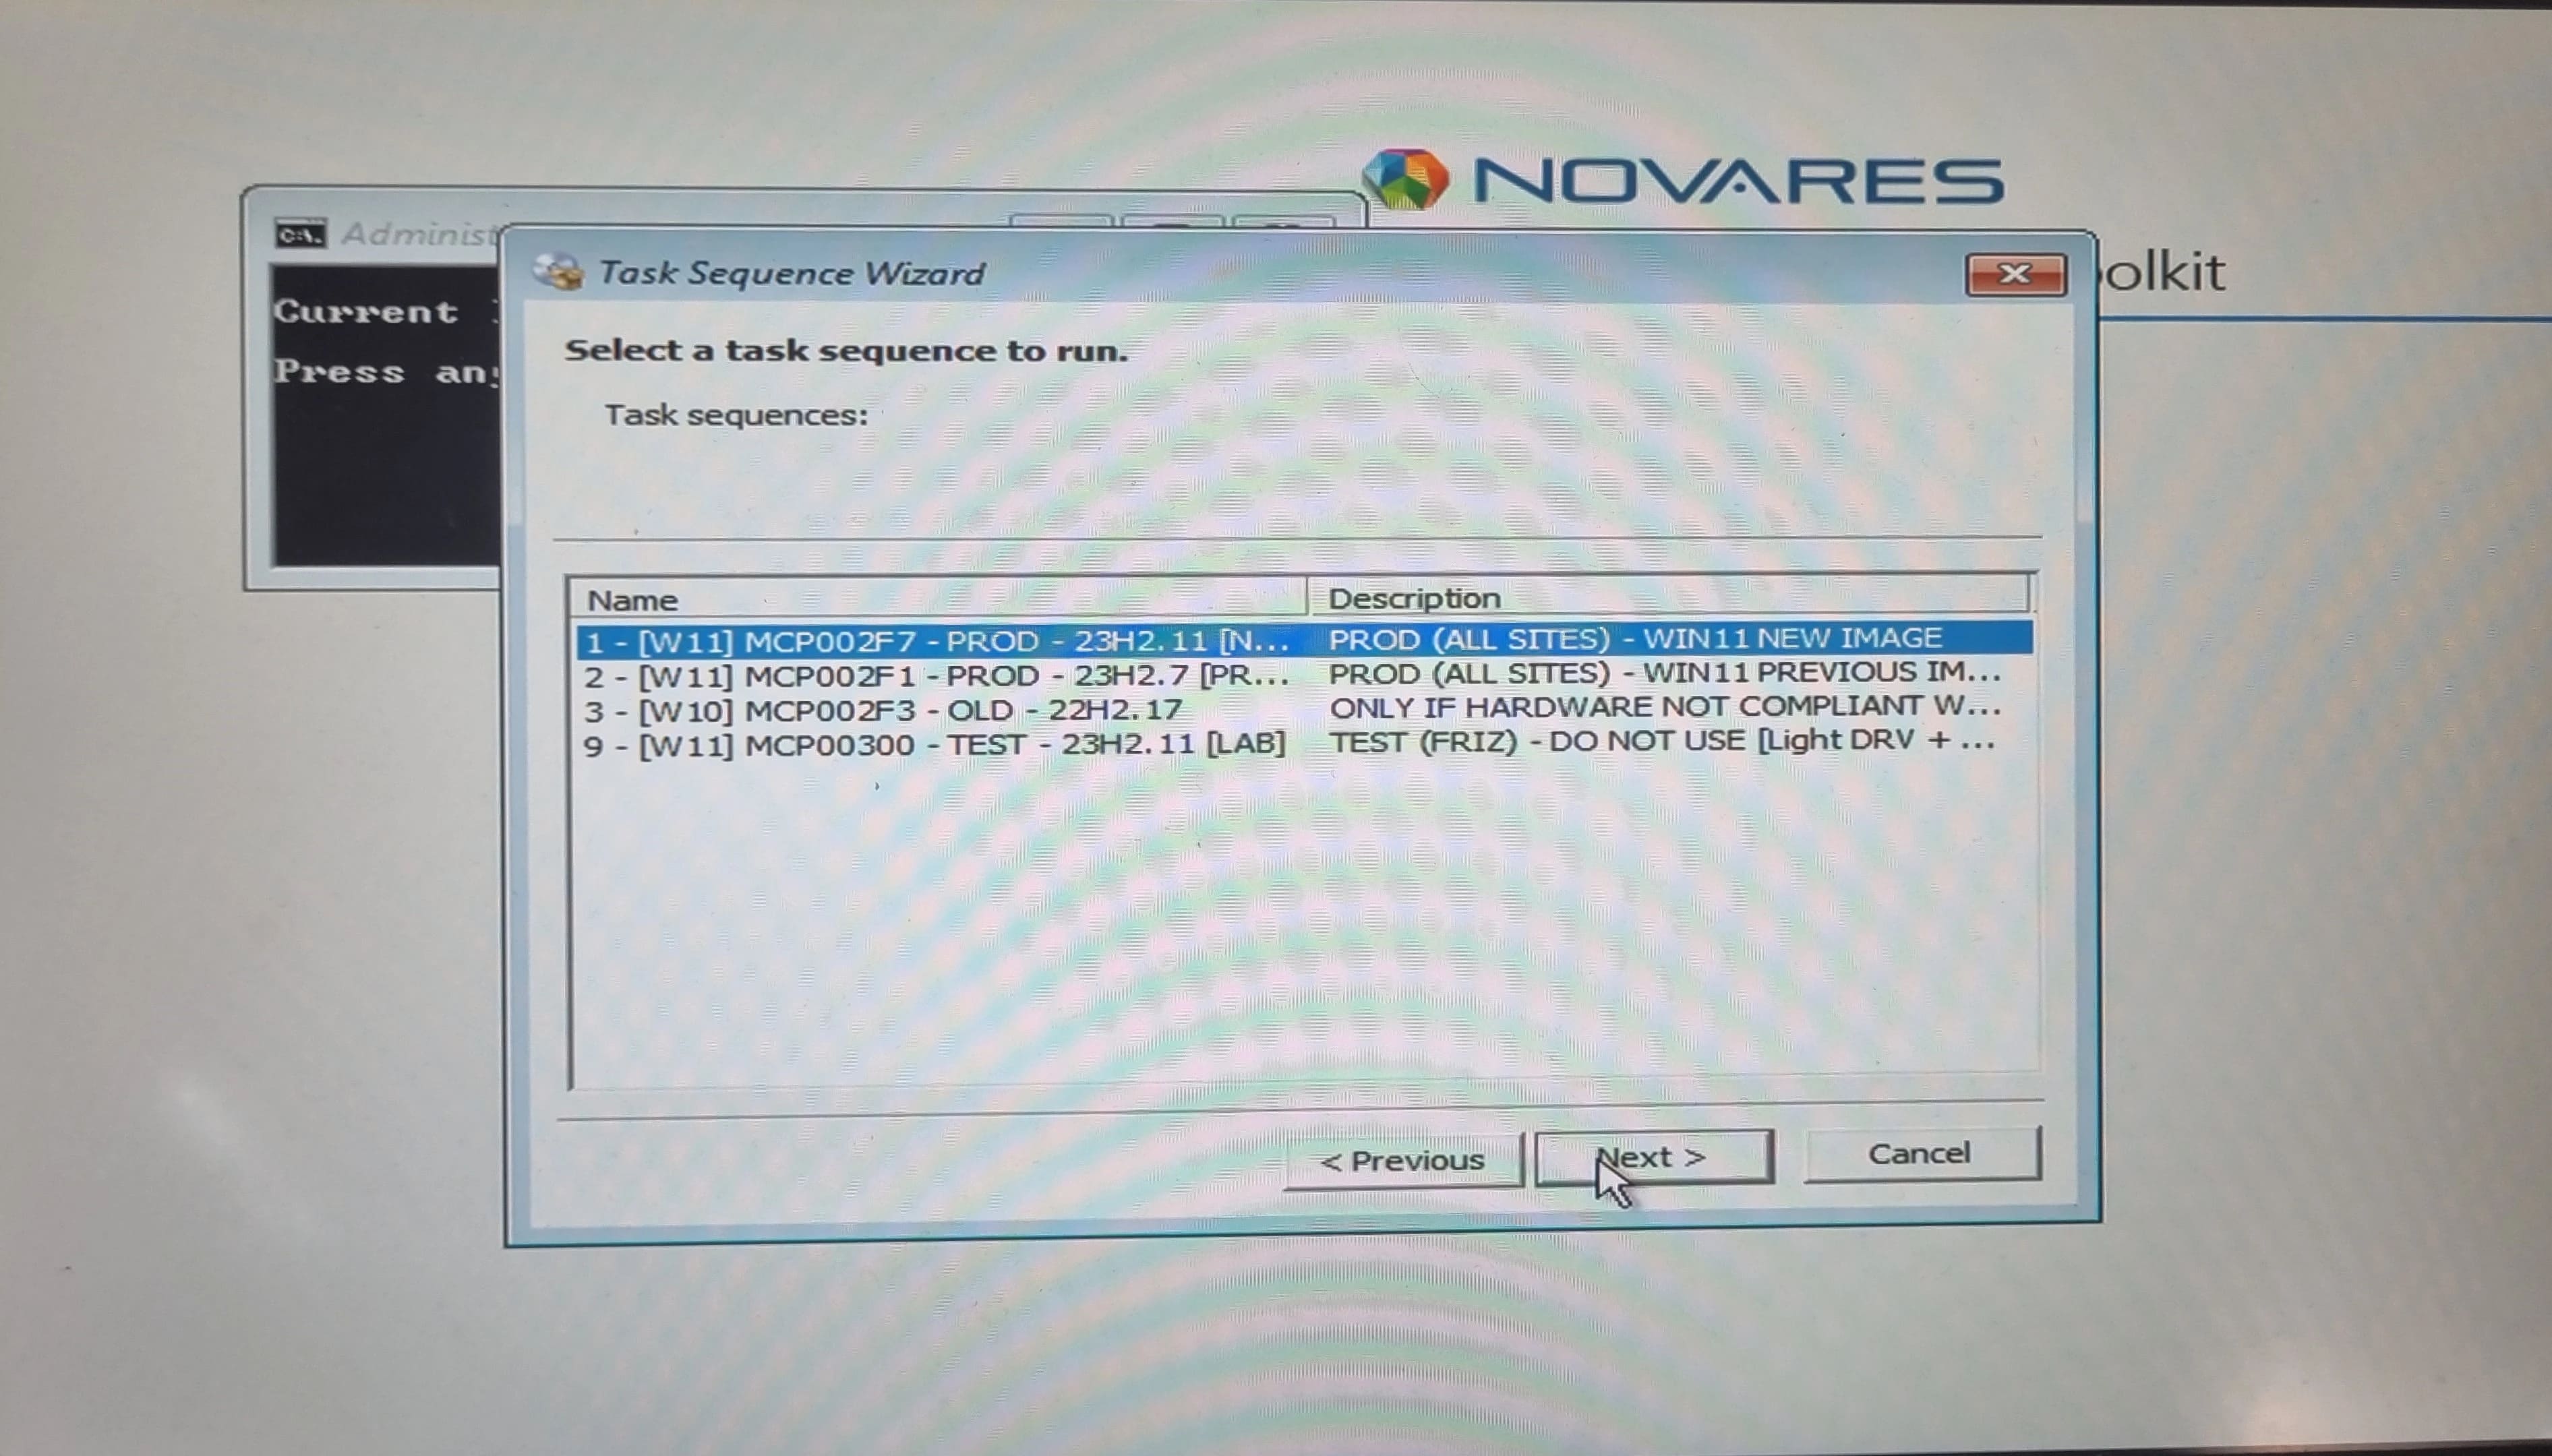 NOVARES
Administ
olkit
Task Sequence Wizard
Current
Press any
Select a task sequence to run.
Task sequences:
Name Description
1 - [W11] MCP002F7 - PROD - 23H2.11 [N... PROD (ALL SITES) - WIN11 NEW IMAGE
2 - [W11] MCP002F1 - PROD - 23H2.7 [PR... PROD (ALL SITES) - WIN11 PREVIOUS IM...
3 - [W10] MCP002F3 - OLD - 22H2.17 ONLY IF HARDWARE NOT COMPLIANT W...
9 - [W11] MCP00300 - TEST - 23H2.11 [LAB] TEST (FRIZ) - DO NOT USE [Light DRV + ...
< Previous Next > Cancel